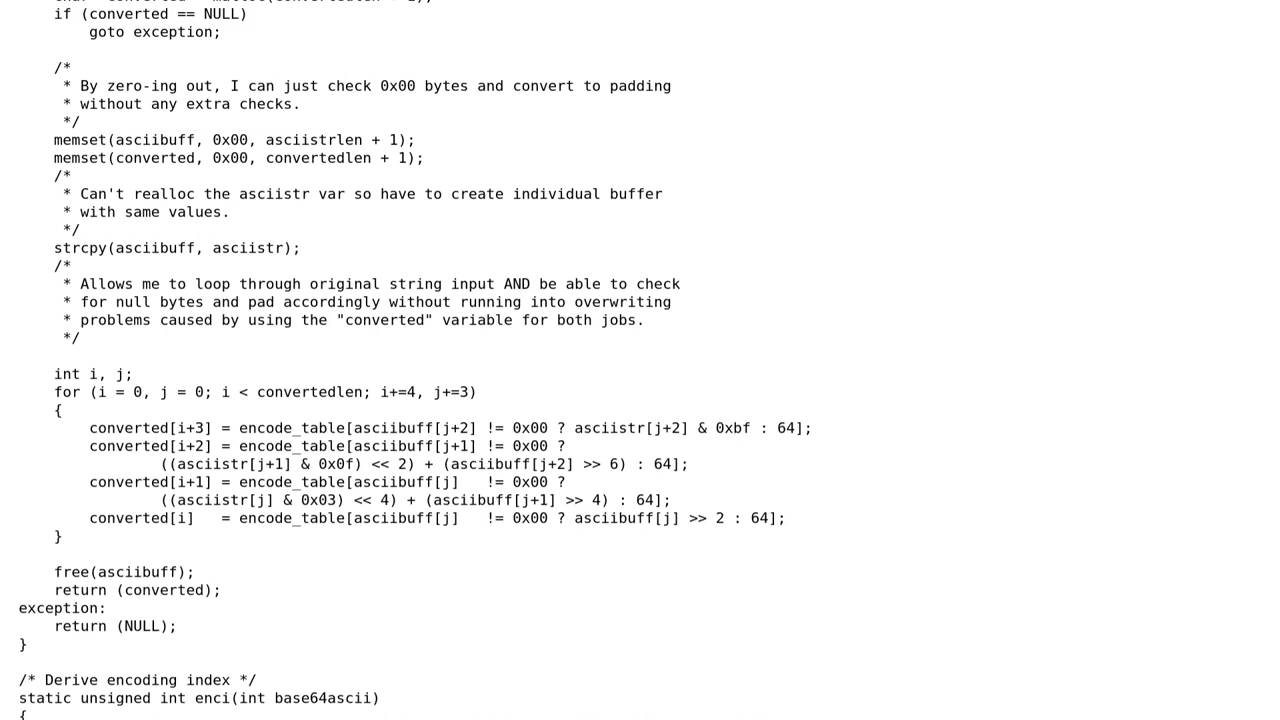 if (converted == NULL)
goto exception;
/*
* By zero-ing out, I can just check 0x00 bytes and convert to padding
* without any extra checks.
*/
memset(asciibuff, 0x00, asciistrlen + 1);
memset(converted, 0x00, convertedlen + 1);
/*
* Can't realloc the asciistr var so have to create individual buffer
* with same values.
*/
strcpy(asciibuff, asciistr);
/*
* Allows me to loop through original string input AND be able to check
* for null bytes and pad accordingly without running into overwriting
* problems caused by using the "converted" variable for both jobs.
*/
int i, j;
for (i = 0, j = 0; i < convertedlen; i+=4, j+=3)
{
converted[i+3] = encode_table[asciibuff[j+2] != 0x00 ? asciistr[j+2] & 0xbf : 64];
converted[i+2] = encode_table[asciibuff[j+1] != 0x00 ?
((asciistr[j+1] & 0x0f) << 2) + (asciibuff[j+2] >> 6) : 64];
converted[i+1] = encode_table[asciibuff[j]   != 0x00 ?
((asciistr[j] & 0x03) << 4) + (asciibuff[j+1] >> 4) : 64];
converted[i]   = encode_table[asciibuff[j]   != 0x00 ? asciibuff[j] >> 2 : 64];
}
free(asciibuff);
return (converted);
exception:
return (NULL);
}
/* Derive encoding index */
static unsigned int enci(int base64ascii)
{